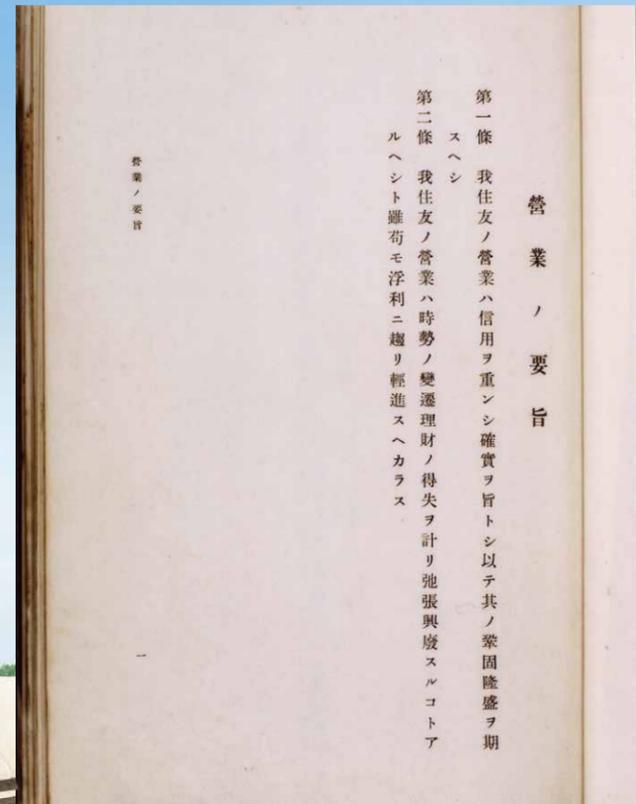 營業ノ要旨
第一條　我住友ノ營業ハ信用ヲ重ンシ確實ヲ旨トシ以テ其ノ鞏固隆盛ヲ期
スヘシ
第二條　我住友ノ營業ハ時勢ノ變遷理財ノ得失ヲ計リ弛張興廢スルコトア
ルヘシト雖苟モ浮利ニ趨リ輕進スヘカラス
營業ノ要旨
一